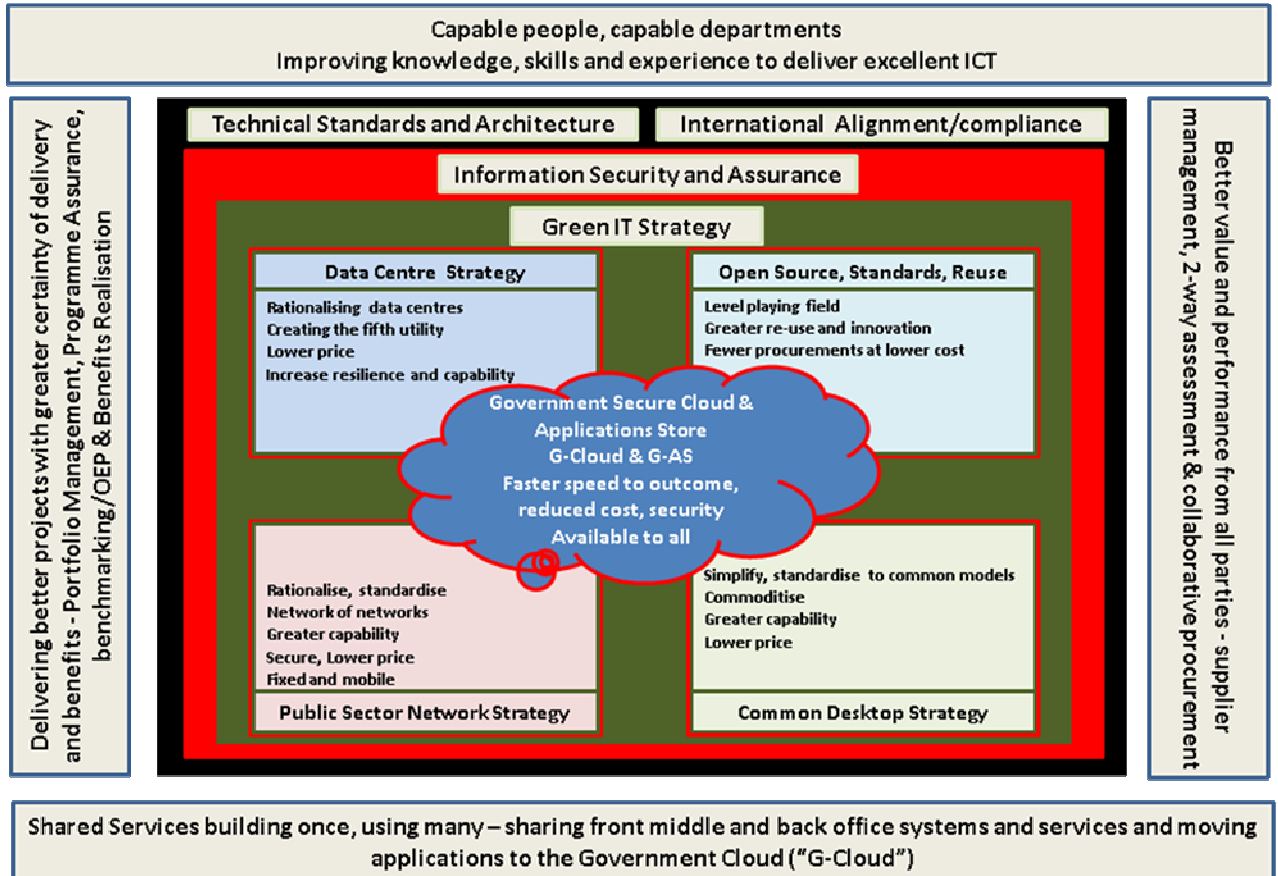 Capable people, capable departments
Improving knowledge, skills and experience to deliver excellent ICT
Delivering better projects with greater certainty of delivery
and benefits - Portfolio Management, Programme Assurance,
benchmarking/OEP & Benefits Realisation
Technical Standards and Architecture
International Alignment/compliance
Information Security and Assurance
Green IT Strategy
Data Centre Strategy
Rationalising data centres
Creating the fifth utility
Lower price
Increase resilience and capability
Open Source, Standards, Reuse
Level playing field
Greater re-use and innovation
Fewer procurements at lower cost
Government Secure Cloud &
Applications Store
G-Cloud & G-AS
Faster speed to outcome,
reduced cost, security
Available to all
Rationalise, standardise
Network of networks
Greater capability
Secure, Lower price
Fixed and mobile
Public Sector Network Strategy
Simplify, standardise to common models
Commoditise
Greater capability
Lower price
Common Desktop Strategy
Better value and performance from all parties - supplier
management, 2-way assessment & collaborative procurement
Shared Services building once, using many – sharing front middle and back office systems and services and moving
applications to the Government Cloud (“G-Cloud”)